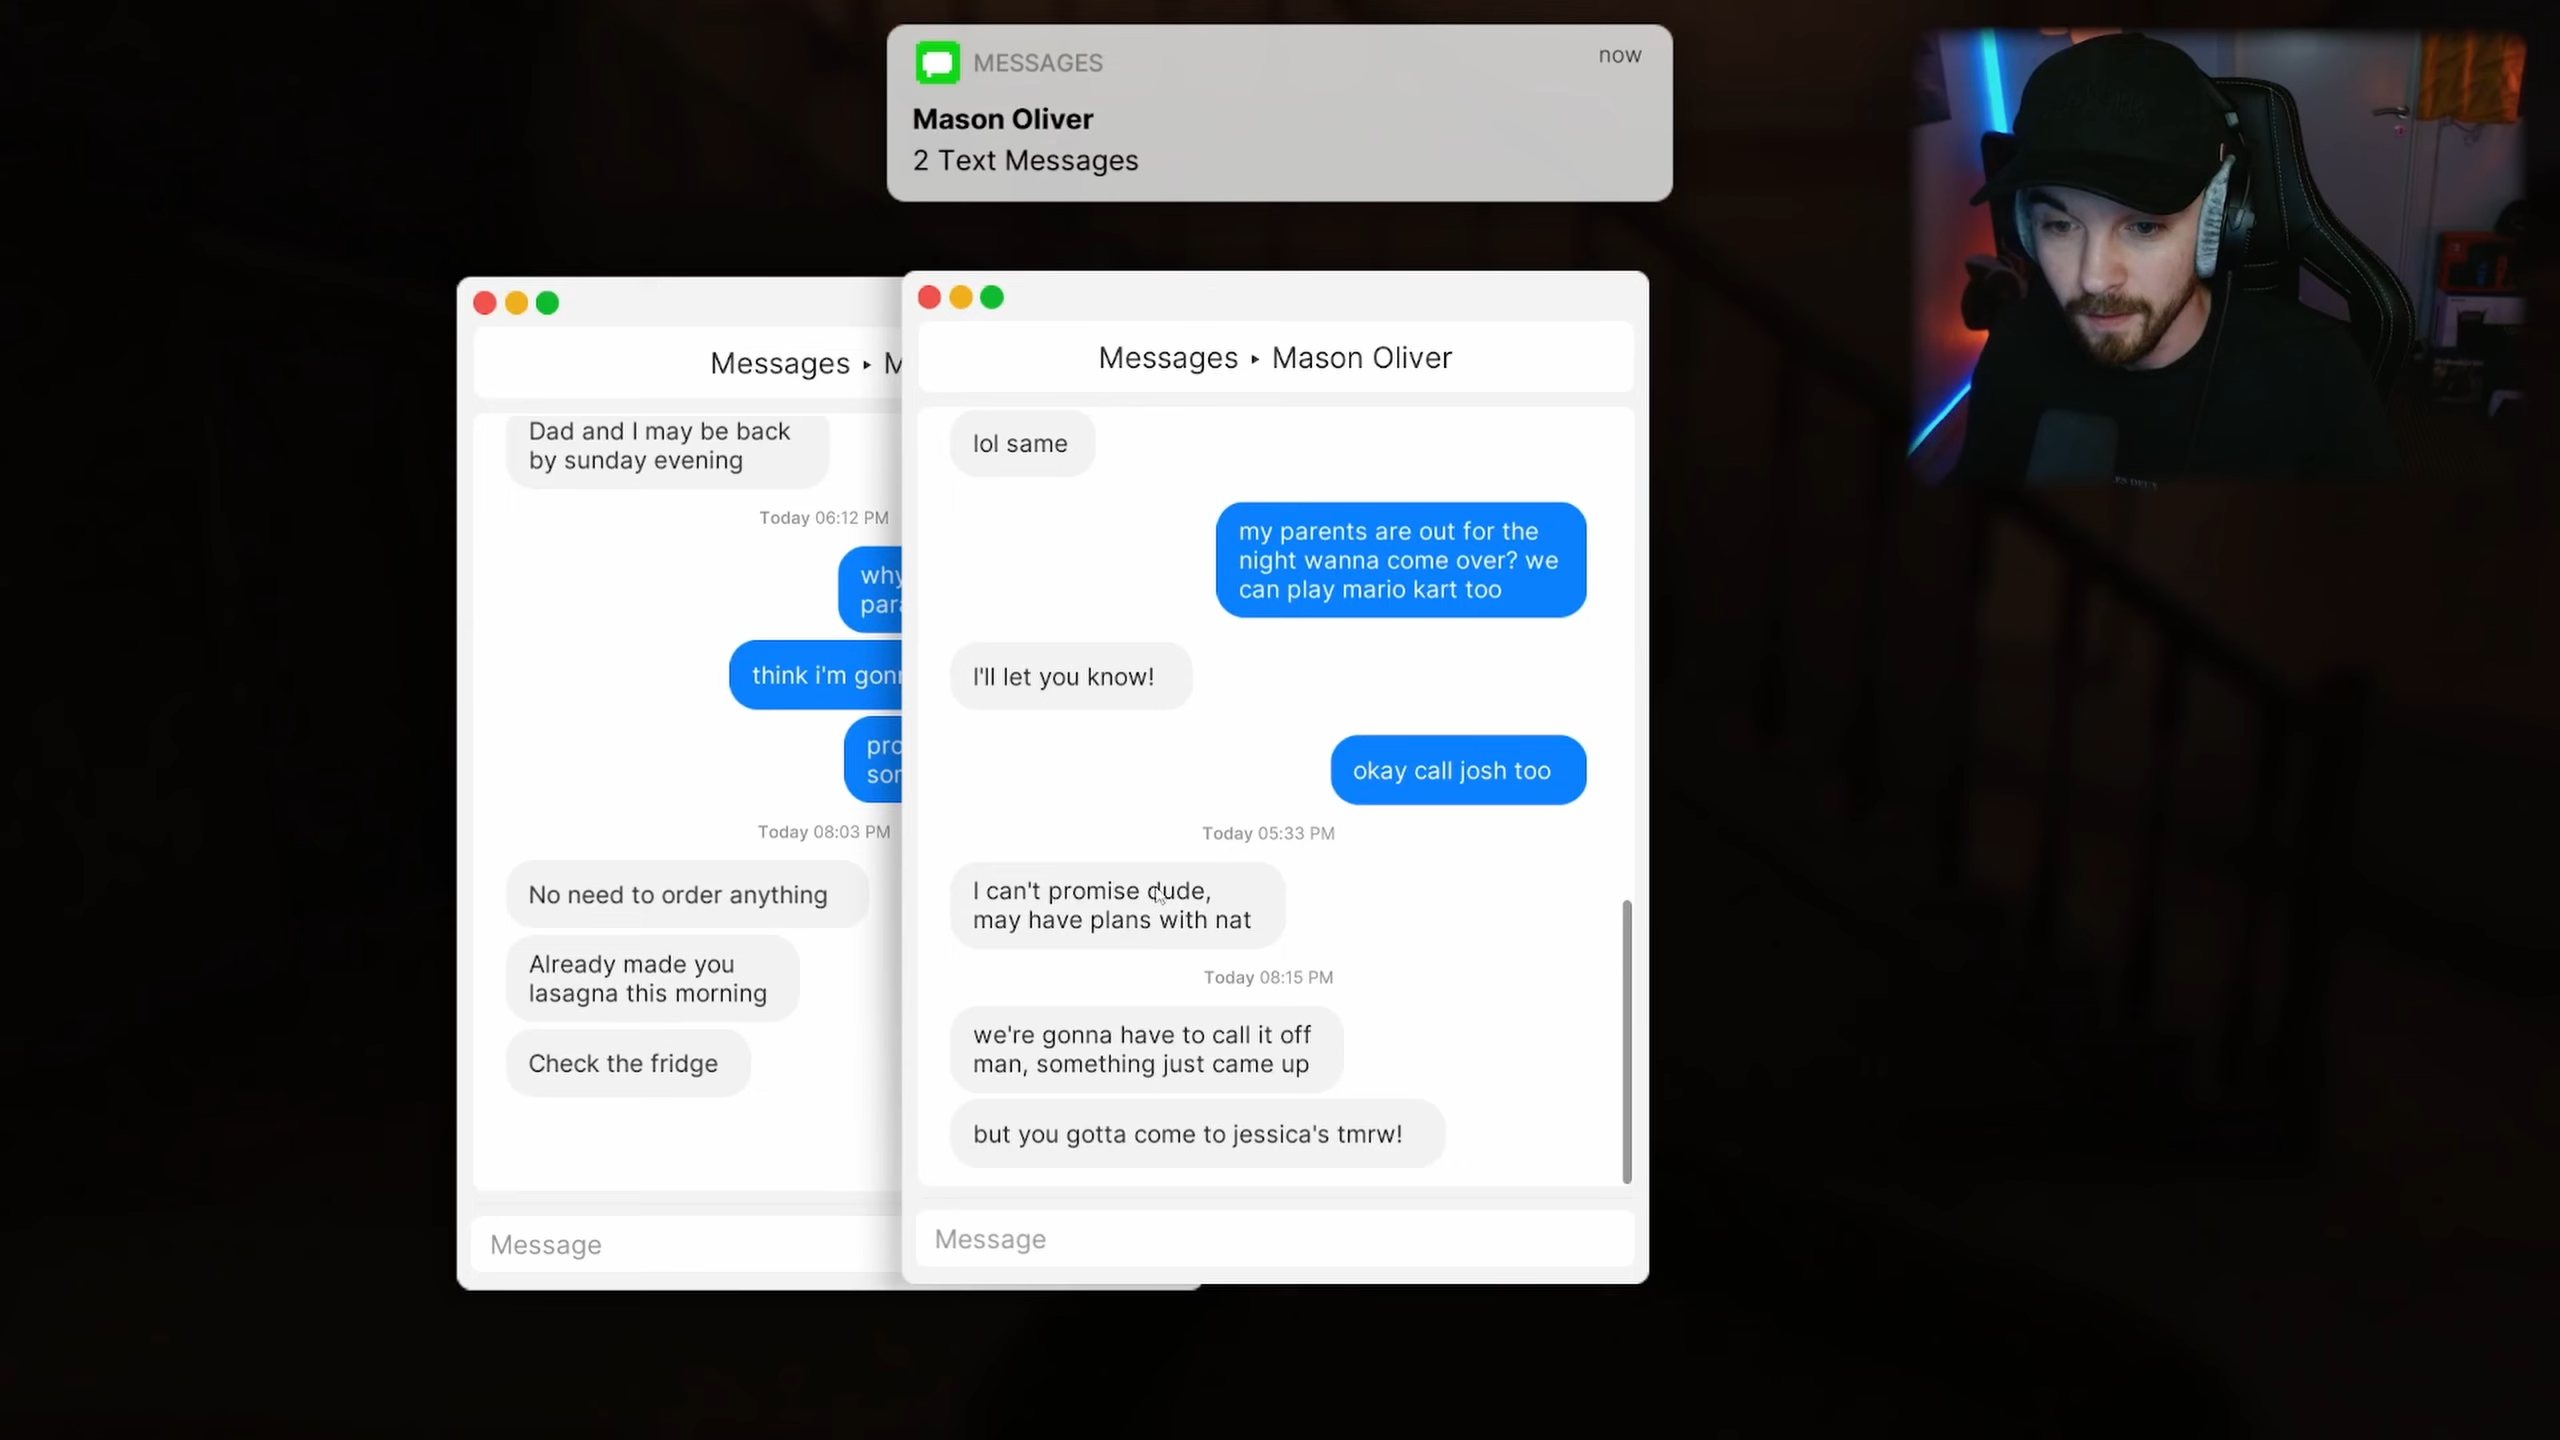 MESSAGES
now
Mason Oliver
2 Text Messages
Messages ▸ M
Dad and I may be back
by sunday evening
Today 06:12 PM
why
para
think i'm gon
pro
sor
Today 08:03 PM
No need to order anything
Already made you
lasagna this morning
Check the fridge
Message
Messages ▸ Mason Oliver
lol same
my parents are out for the
night wanna come over? we
can play mario kart too
I'll let you know!
okay call josh too
Today 05:33 PM
I can't promise dude,
may have plans with nat
Today 08:15 PM
we're gonna have to call it off
man, something just came up
but you gotta come to jessica's tmrw!
Message